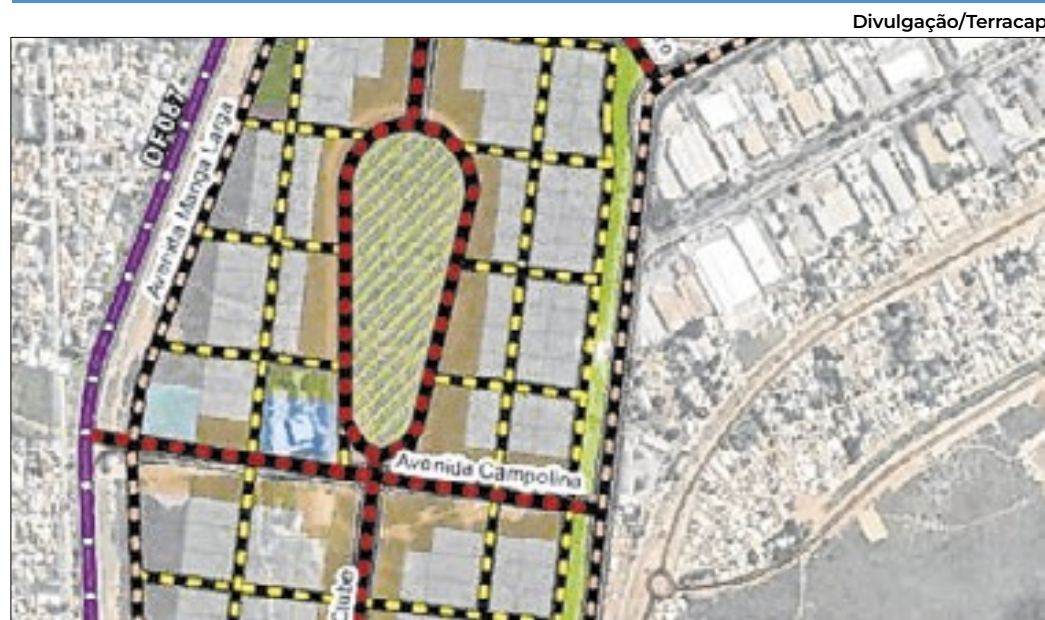 Divulgação/Terracap
DF087
Avenida Manga Larga
Avenida Campolina
Clube